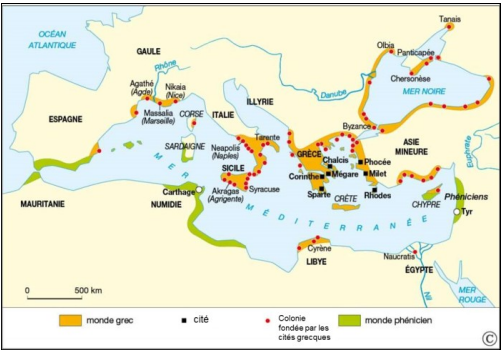 Tanais
OCÉAN
ATLANTIQUE
GAULE
Olbia
Panticapée
Rhône
Chersonèse
Agathé
(Agde)
Nikaia
(Nice)
Danube
MER NOIRE
ILLYRIE
Massalia
(Marseille)
CORSE
ITALIE
ESPAGNE
Byzance
Tarente
Neapolis
(Naples)
ASIE
MINEURE
SARDAIGNE
GRÈCE
Chalcis
Phocée
Euphrate
SICILE
Corinthe
Mégare
Milet
Carthage
Akragas
(Agrigente)
Syracuse
Sparte
Rhodes
Phéniciens
CHYPRE
MAURITANIE
NUMIDIE
CRÈTE
Tyr
MER MÉDITERRANÉE
Cyrène
Naucratis
LIBYE
ÉGYPTE
Nil
MER
ROUGE
0 500 km
monde grec
cité
Colonie
fondée par les
cités grecques
monde phénicien
©